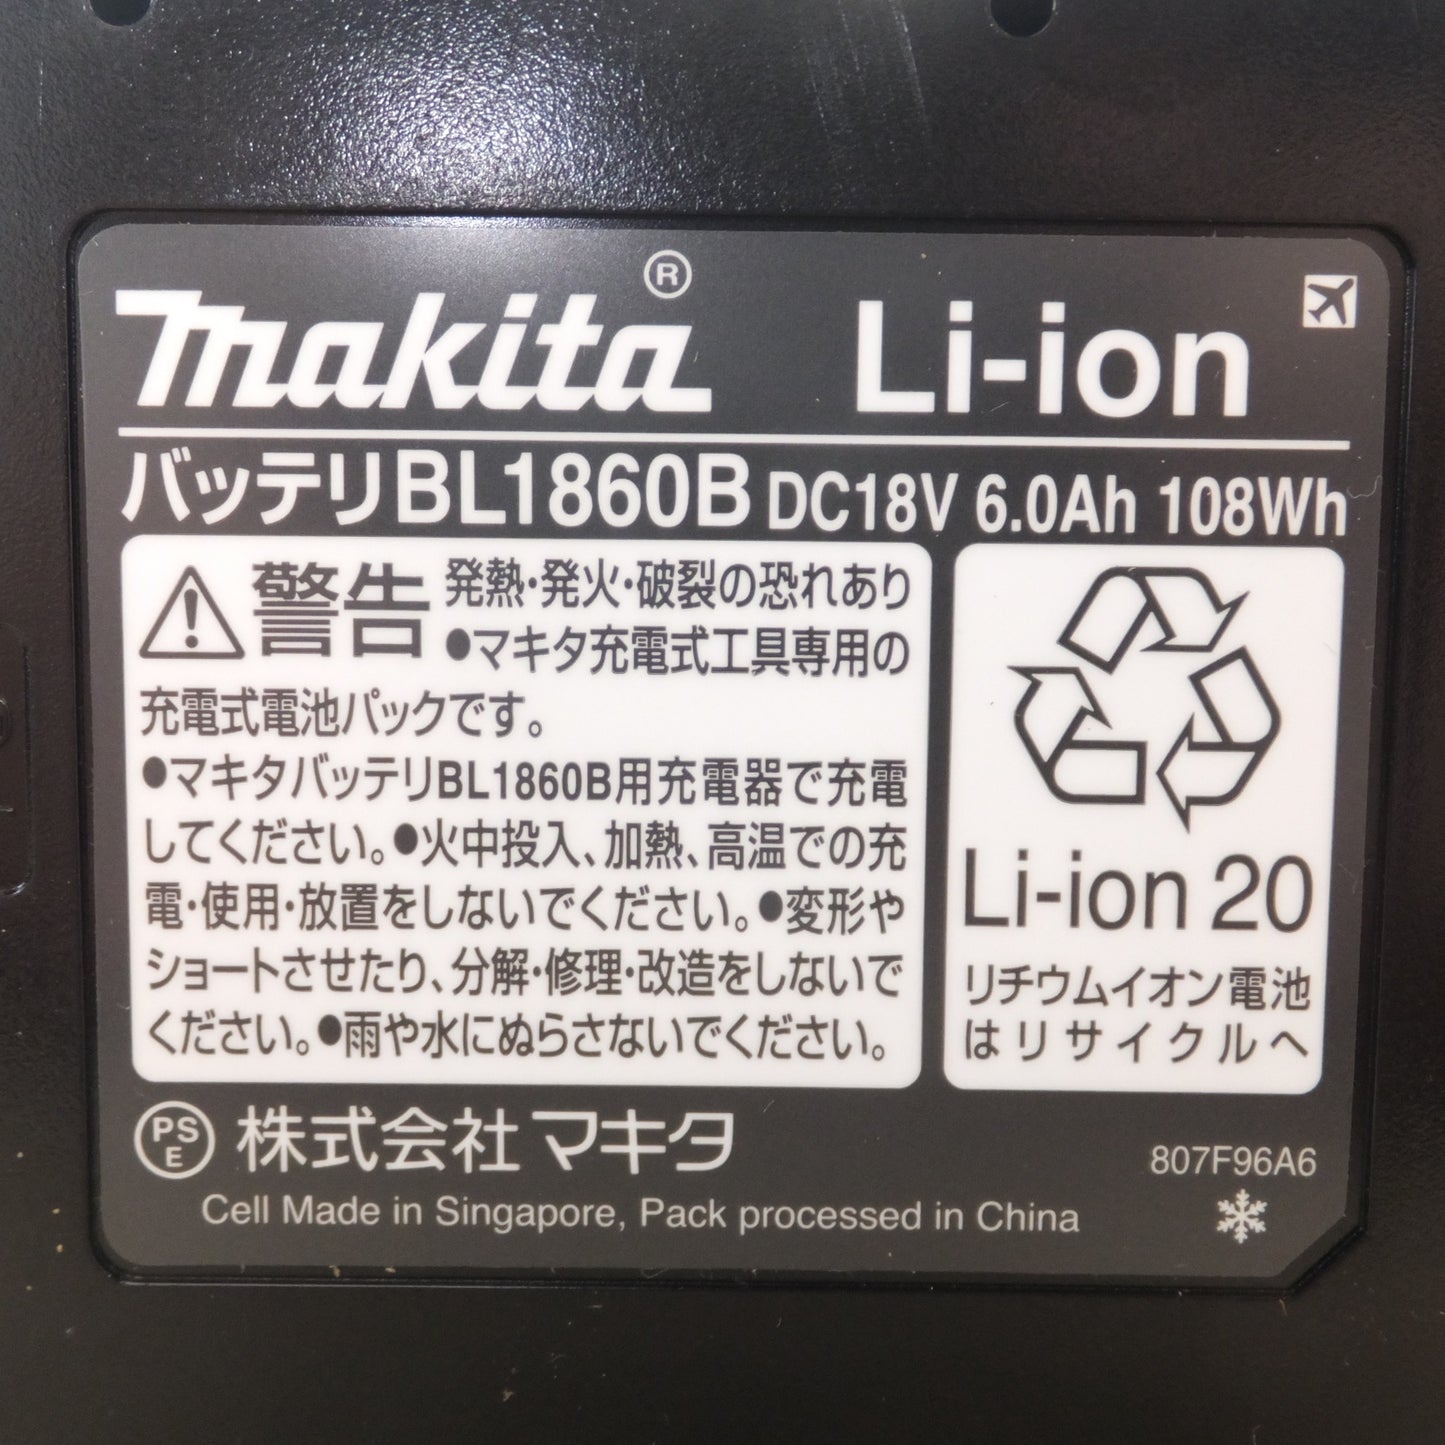 makita® Li-ion
バッテリBL1860B DC18V 6.0Ah 108Wh
警告 発熱・発火・破裂の恐れあり
●マキタ充電式工具専用の
充電式電池パックです。
●マキタバッテリBL1860B用充電器で充電
してください。●火中投入、加熱、高温での充
電・使用・放置をしないでください。●変形や
ショートさせたり、分解・修理・改造をしないで
ください。●雨や水にぬらさないでください。
Li-ion 20
リチウムイオン電池
はリサイクルへ
PS
E
株式会社マキタ
807F96A6
Cell Made in Singapore, Pack processed in China